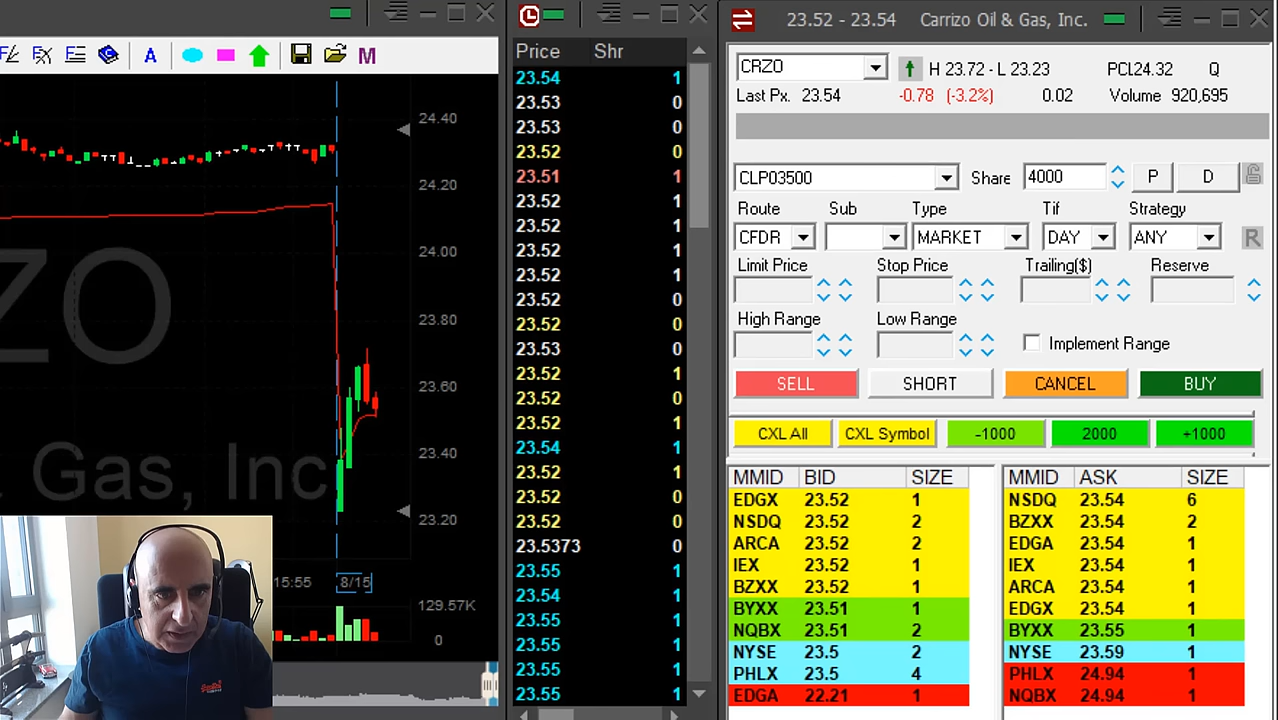 23.52 - 23.54 Carrizo Oil & Gas, Inc.
A M
24.40
24.20
24.00
23.80
23.60
23.40
23.20
ZO
Gas, Inc
15:55 8/15
129.57K
0
Price Shr
23.54 1
23.53 0
23.53 0
23.52 0
23.51 1
23.52 1
23.52 1
23.52 1
23.52 1
23.52 0
23.52 0
23.53 0
23.52 1
23.52 0
23.52 1
23.54 1
23.52 1
23.52 0
23.52 0
23.5373 0
23.55 1
23.54 1
23.55 1
23.55 1
23.55 1
23.55 1
CRZO H 23.72 - L 23.23 PCL24.32 Q
Last Px. 23.54 -0.78 (-3.2%) 0.02 Volume 920,695
CLP03500 Share 4000 P D
Route Sub Type Tif Strategy
CFDR MARKET DAY ANY R
Limit Price Stop Price Trailing($) Reserve
High Range Low Range
Implement Range
SELL SHORT CANCEL BUY
CXL All CXL Symbol -1000 2000 +1000
MMID BID SIZE MMID ASK SIZE
EDGX 23.52 1 NSDQ 23.54 6
NSDQ 23.52 2 BZXX 23.54 2
ARCA 23.52 2 EDGA 23.54 1
IEX 23.52 1 IEX 23.54 1
BZXX 23.52 1 ARCA 23.54 1
BYXX 23.51 1 EDGX 23.54 1
NQBX 23.51 2 BYXX 23.55 1
NYSE 23.5 2 NYSE 23.59 1
PHLX 23.5 4 PHLX 24.94 1
EDGA 22.21 1 NQBX 24.94 1